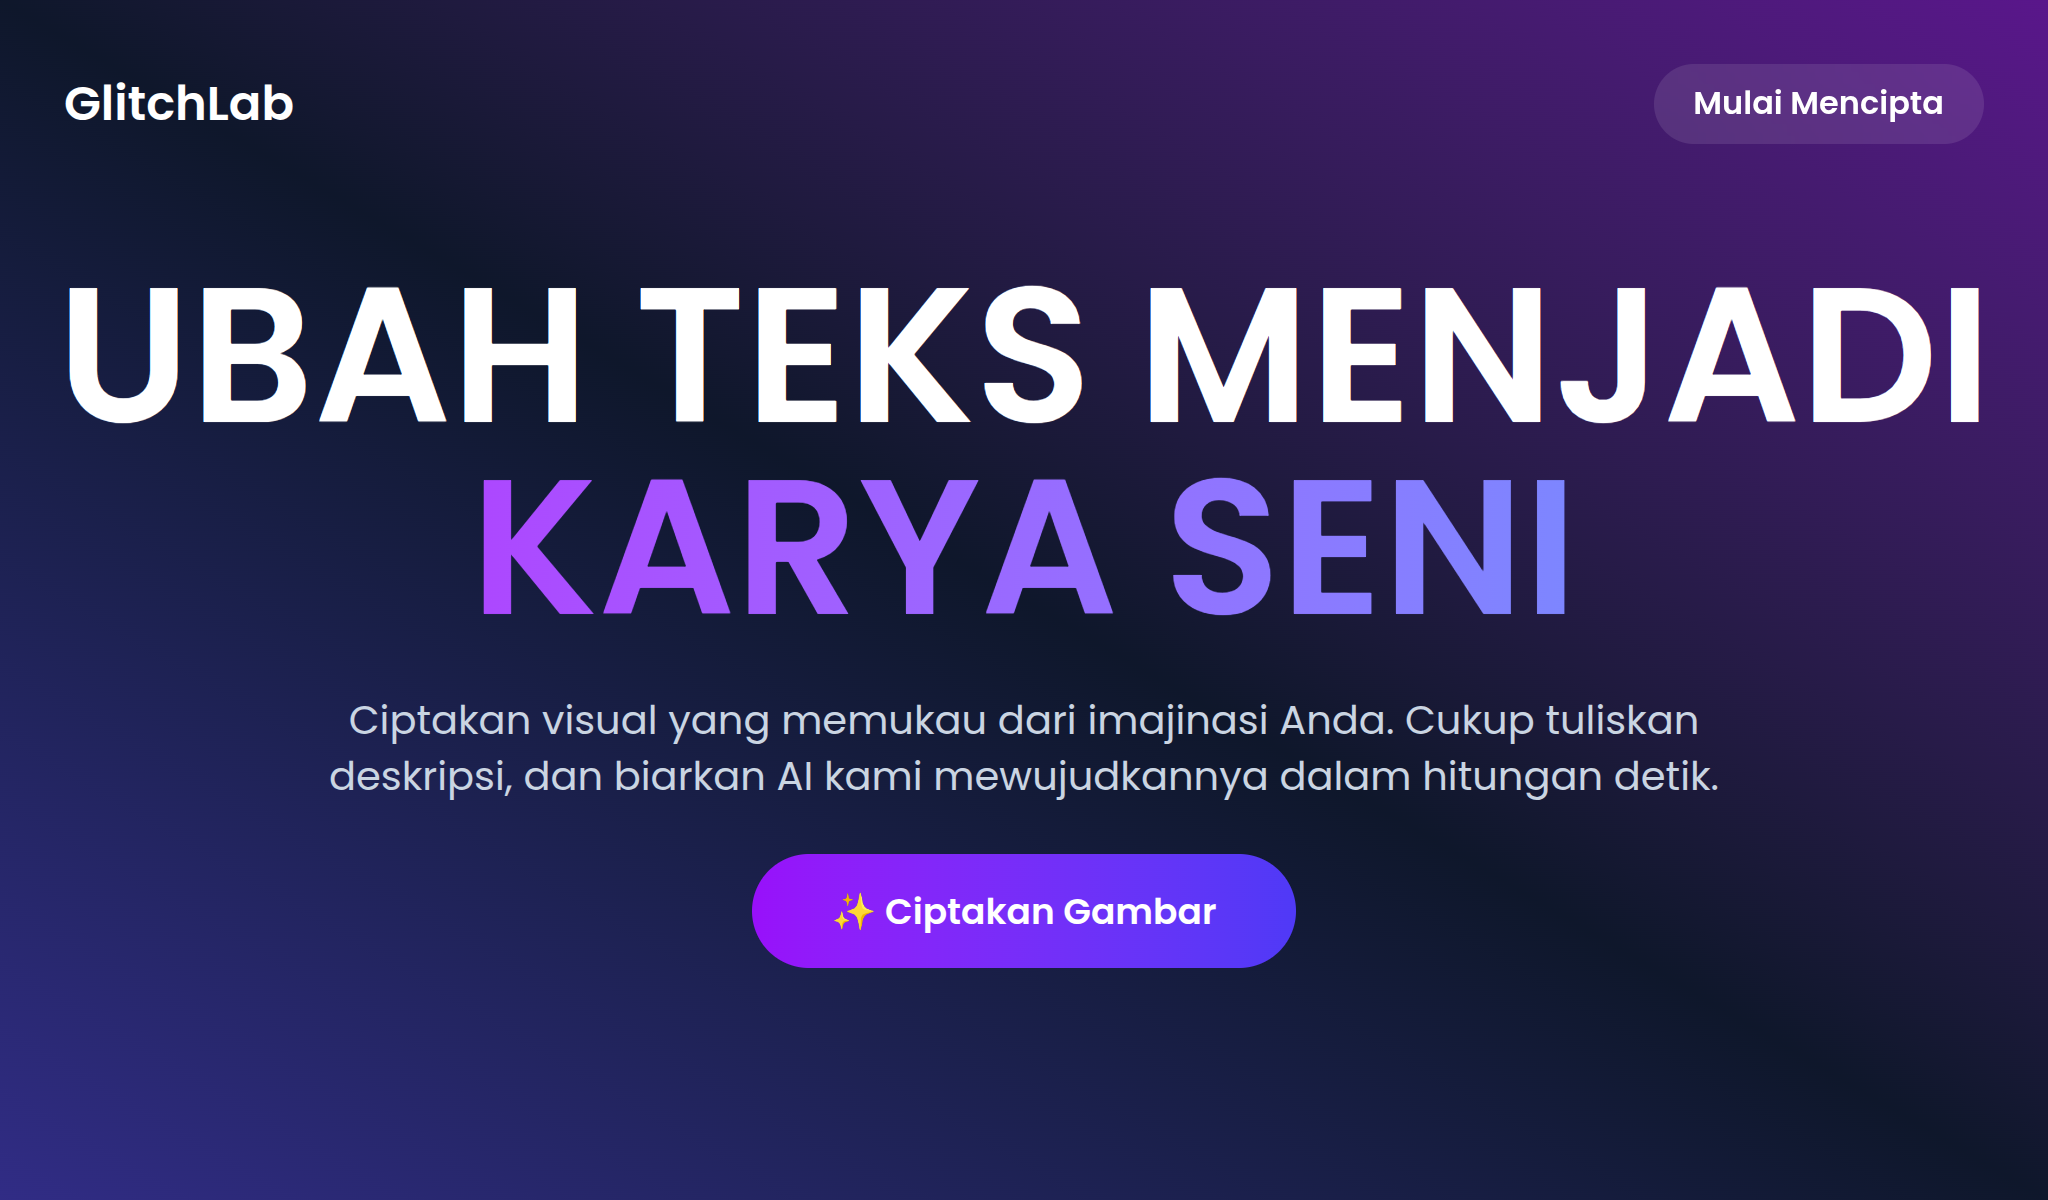 GlitchLab
Mulai Mencipta
UBAH TEKS MENJADI
KARYA SENI
Ciptakan visual yang memukau dari imajinasi Anda. Cukup tuliskan
deskripsi, dan biarkan AI kami mewujudkannya dalam hitungan detik.
✨ Ciptakan Gambar